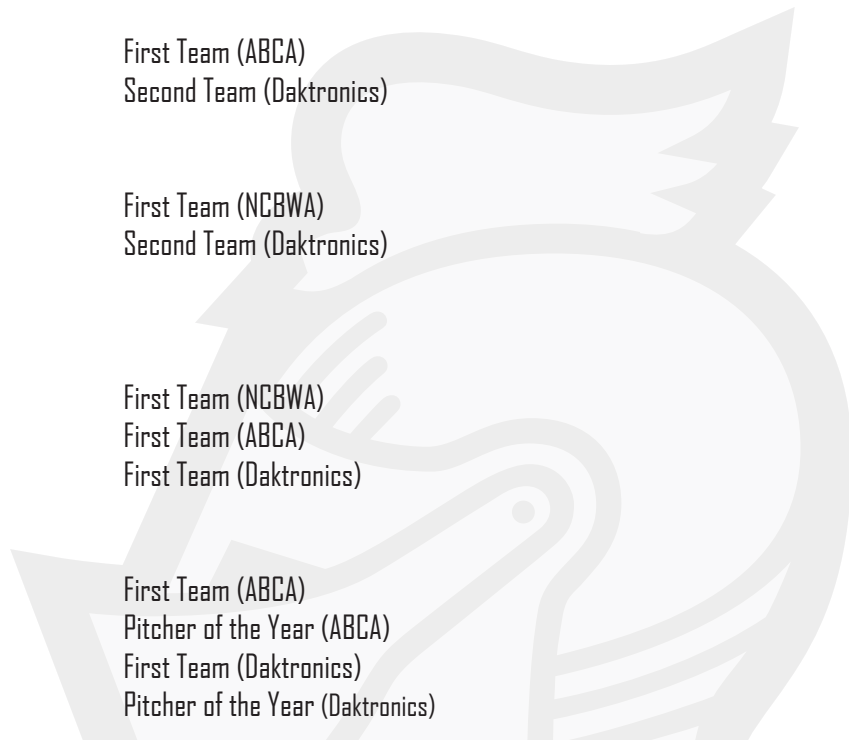 First Team (ABCA)
Second Team (Daktronics)
First Team (NCBWA)
Second Team (Daktronics)
First Team (NCBWA)
First Team (ABCA)
First Team (Daktronics)
First Team (ABCA)
Pitcher of the Year (ABCA)
First Team (Daktronics)
Pitcher of the Year (Daktronics)